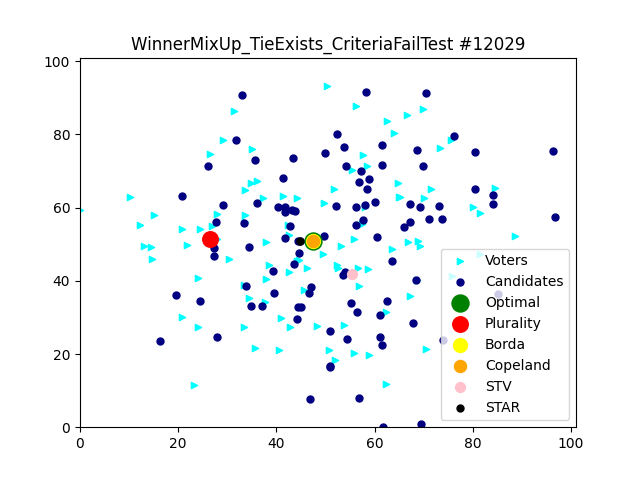 WinnerMixUp_TieExists_CriteriaFailTest #12029
100
80
60
40
20
0
0
20
40
60
80
100
Voters
Candidates
Optimal
Plurality
Borda
Copeland
STV
STAR